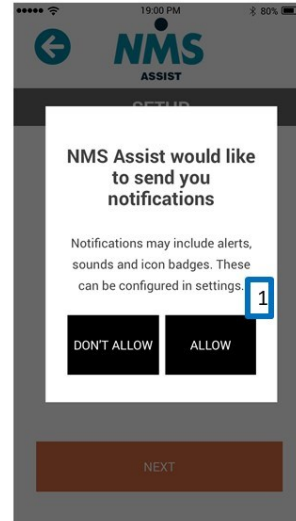 19:00 PM
80%
NMS
ASSIST
SETUP
NMS Assist would like
to send you
notifications
Notifications may include alerts,
sounds and icon badges. These
can be configured in settings.
1
DON'T ALLOW
ALLOW
NEXT